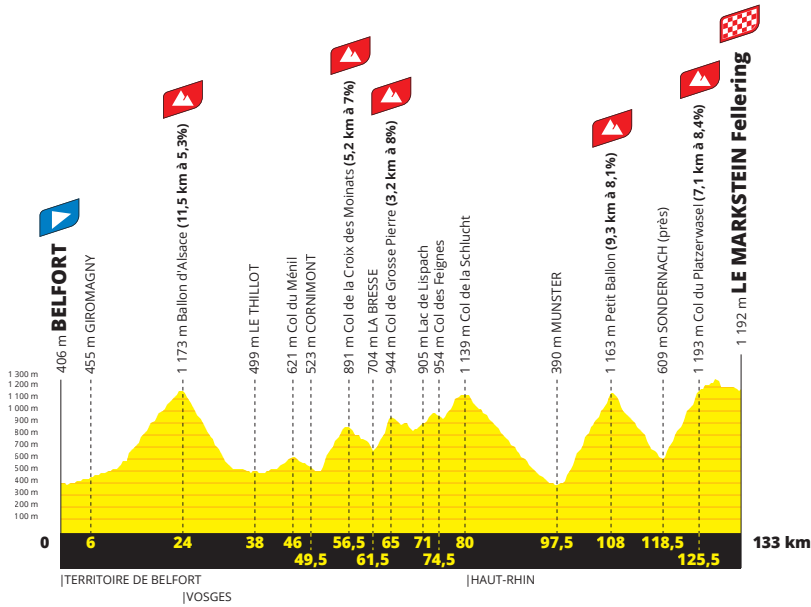 406 m BELFORT
455 m GIROMAGNY
1 173 m Ballon d'Alsace (11,5 km à 5,3%)
499 m LE THILLOT
621 m Col du Ménil
523 m CORNIMONT
891 m Col de la Croix des Moinats (5,2 km à 7%)
704 m LA BRESSE
944 m Col de Grosse Pierre (3,2 km à 8%)
905 m Lac de Lispach
954 m Col des Feignes
1 139 m Col de la Schlucht
390 m MUNSTER
1 163 m Petit Ballon (9,3 km à 8,1%)
609 m SONDERNACH (près)
1 193 m Col du Platzerwasel (7,1 km à 8,4%)
1 192 m LE MARKSTEIN Fellering
1 300 m
1 200 m
1 100 m
1 000 m
900 m
800 m
700 m
600 m
500 m
400 m
300 m
200 m
100 m
0 6 24 38 46 56,5 65 71 80 97,5 108 118,5 133 km
49,5 61,5 74,5 125,5
TERRITOIRE DE BELFORT HAUT-RHIN
VOSGES